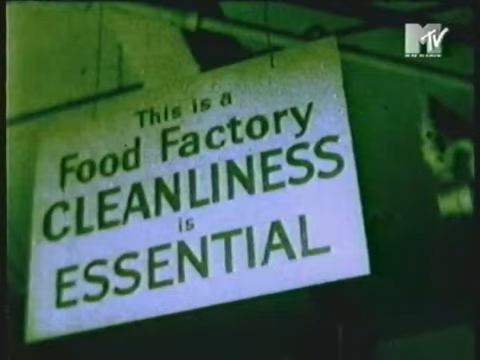 MTV
This is a
Food Factory
CLEANLINESS
is
ESSENTIAL